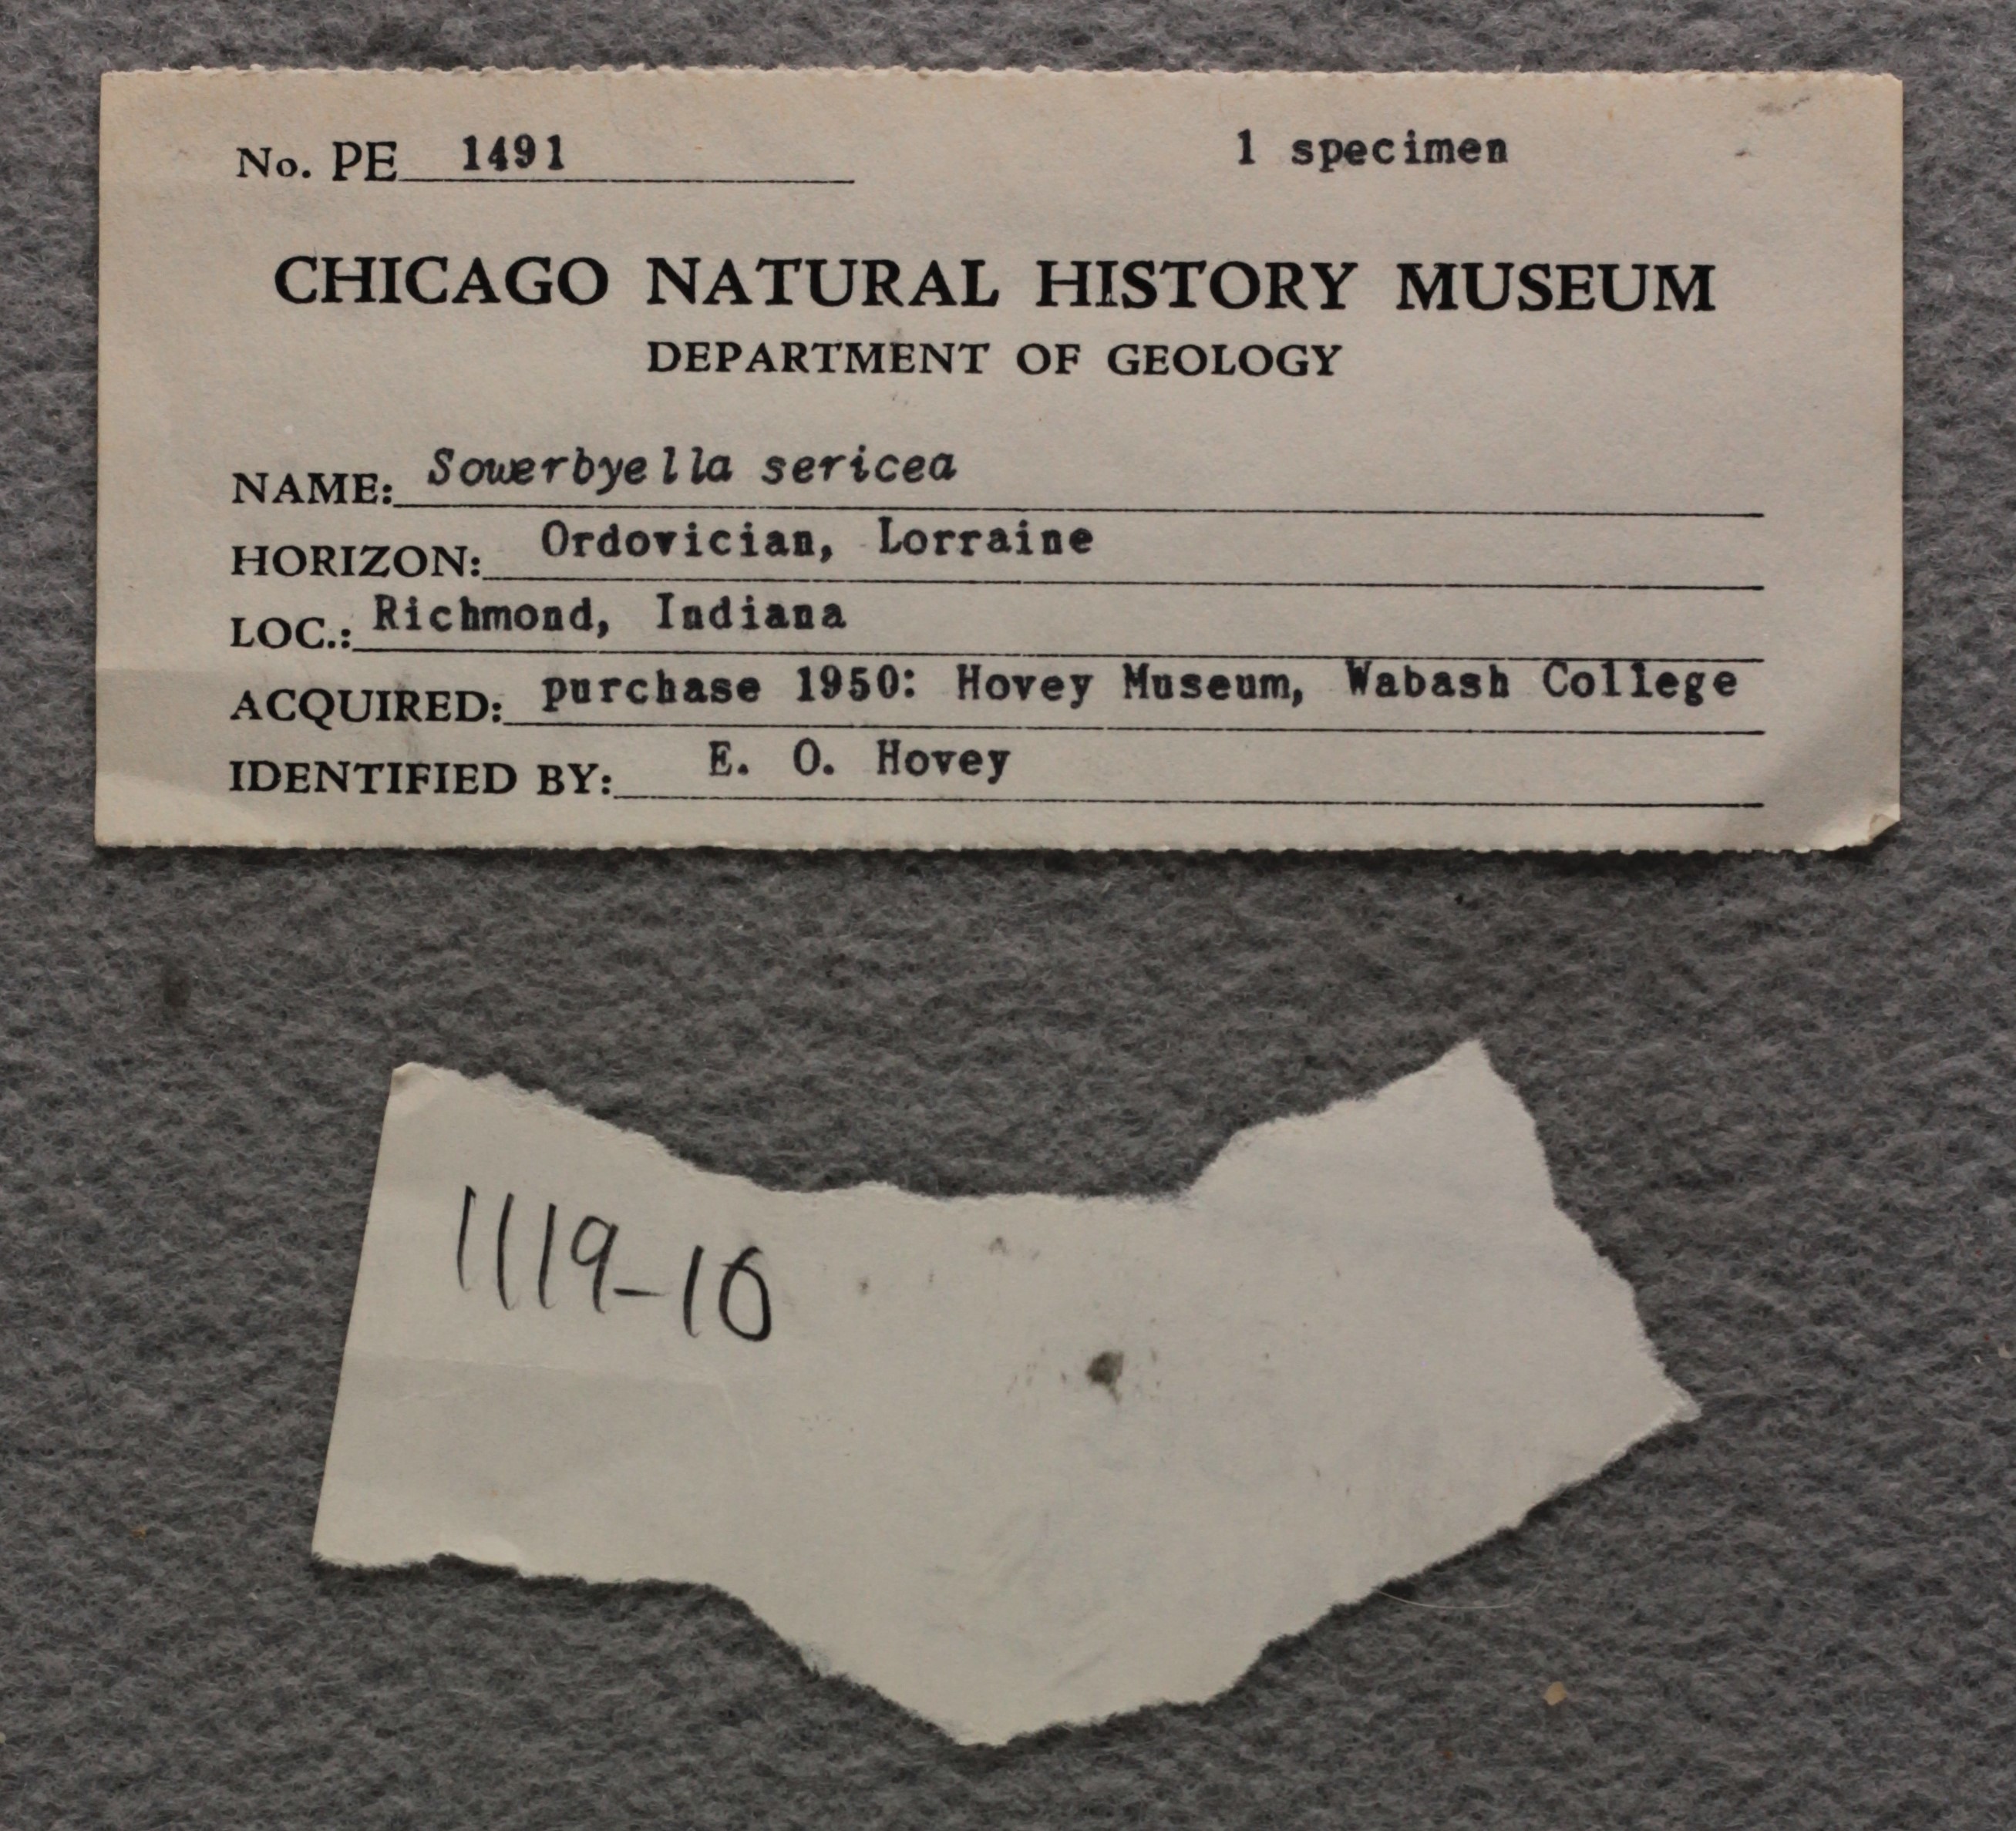 No. PE 1491 1 specimen
CHICAGO NATURAL HISTORY MUSEUM
DEPARTMENT OF GEOLOGY
NAME: Sowerbyella sericea
HORIZON: Ordovician, Lorraine
LOC.: Richmond, Indiana
ACQUIRED: purchase 1950: Hovey Museum, Wabash College
IDENTIFIED BY: E. O. Hovey
1119-10